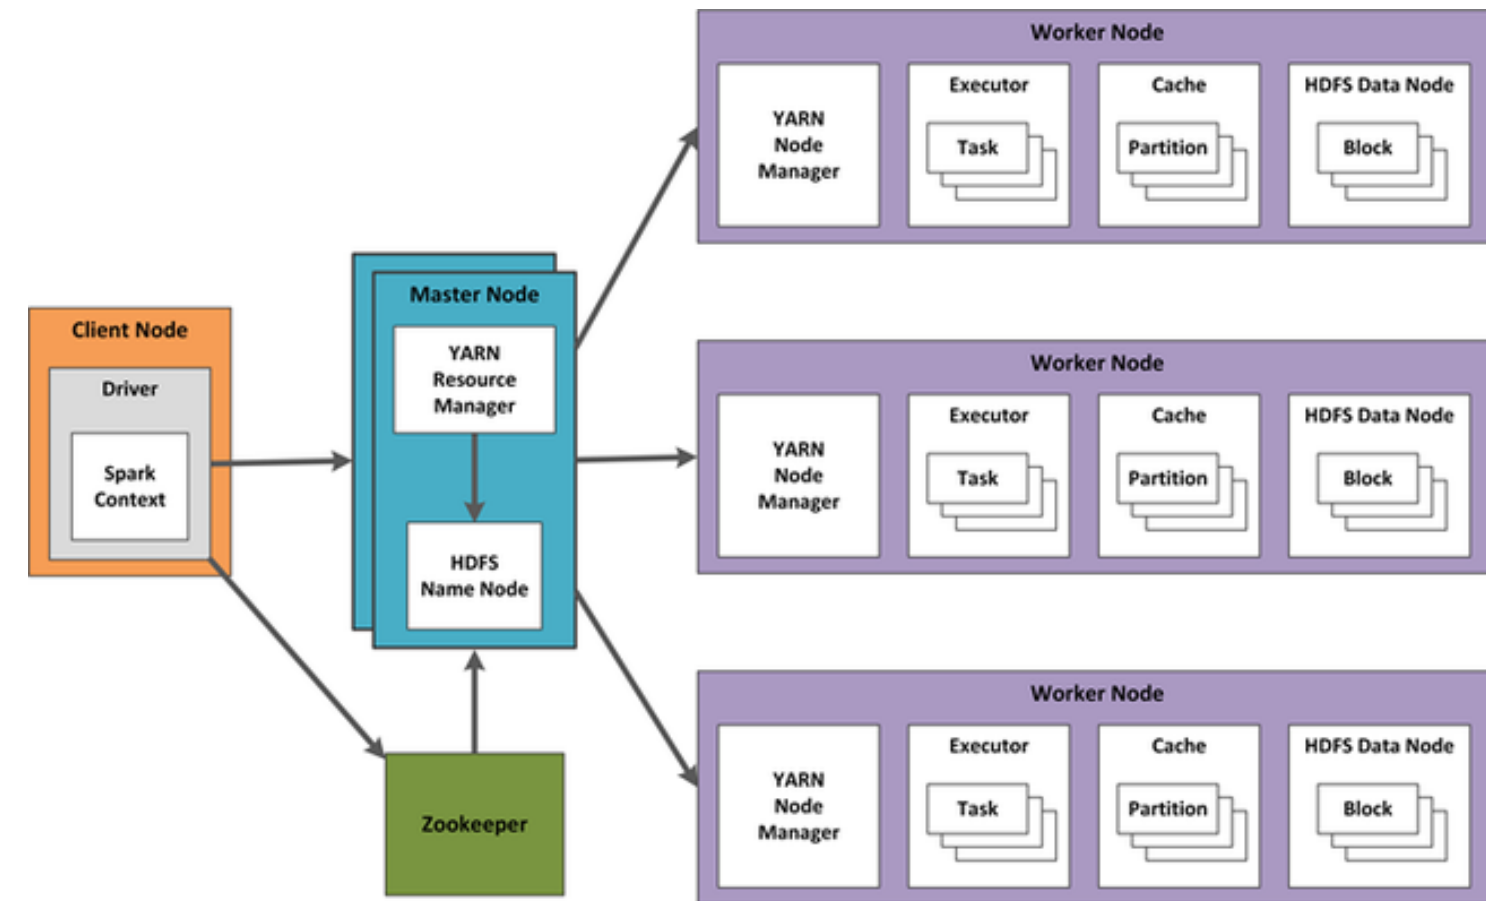 Client Node
Driver
Spark
Context
Master Node
YARN
Resource
Manager
HDFS
Name Node
Zookeeper
Worker Node
YARN
Node
Manager
Executor
Task
Cache
Partition
HDFS Data Node
Block
Worker Node
YARN
Node
Manager
Executor
Task
Cache
Partition
HDFS Data Node
Block
Worker Node
YARN
Node
Manager
Executor
Task
Cache
Partition
HDFS Data Node
Block